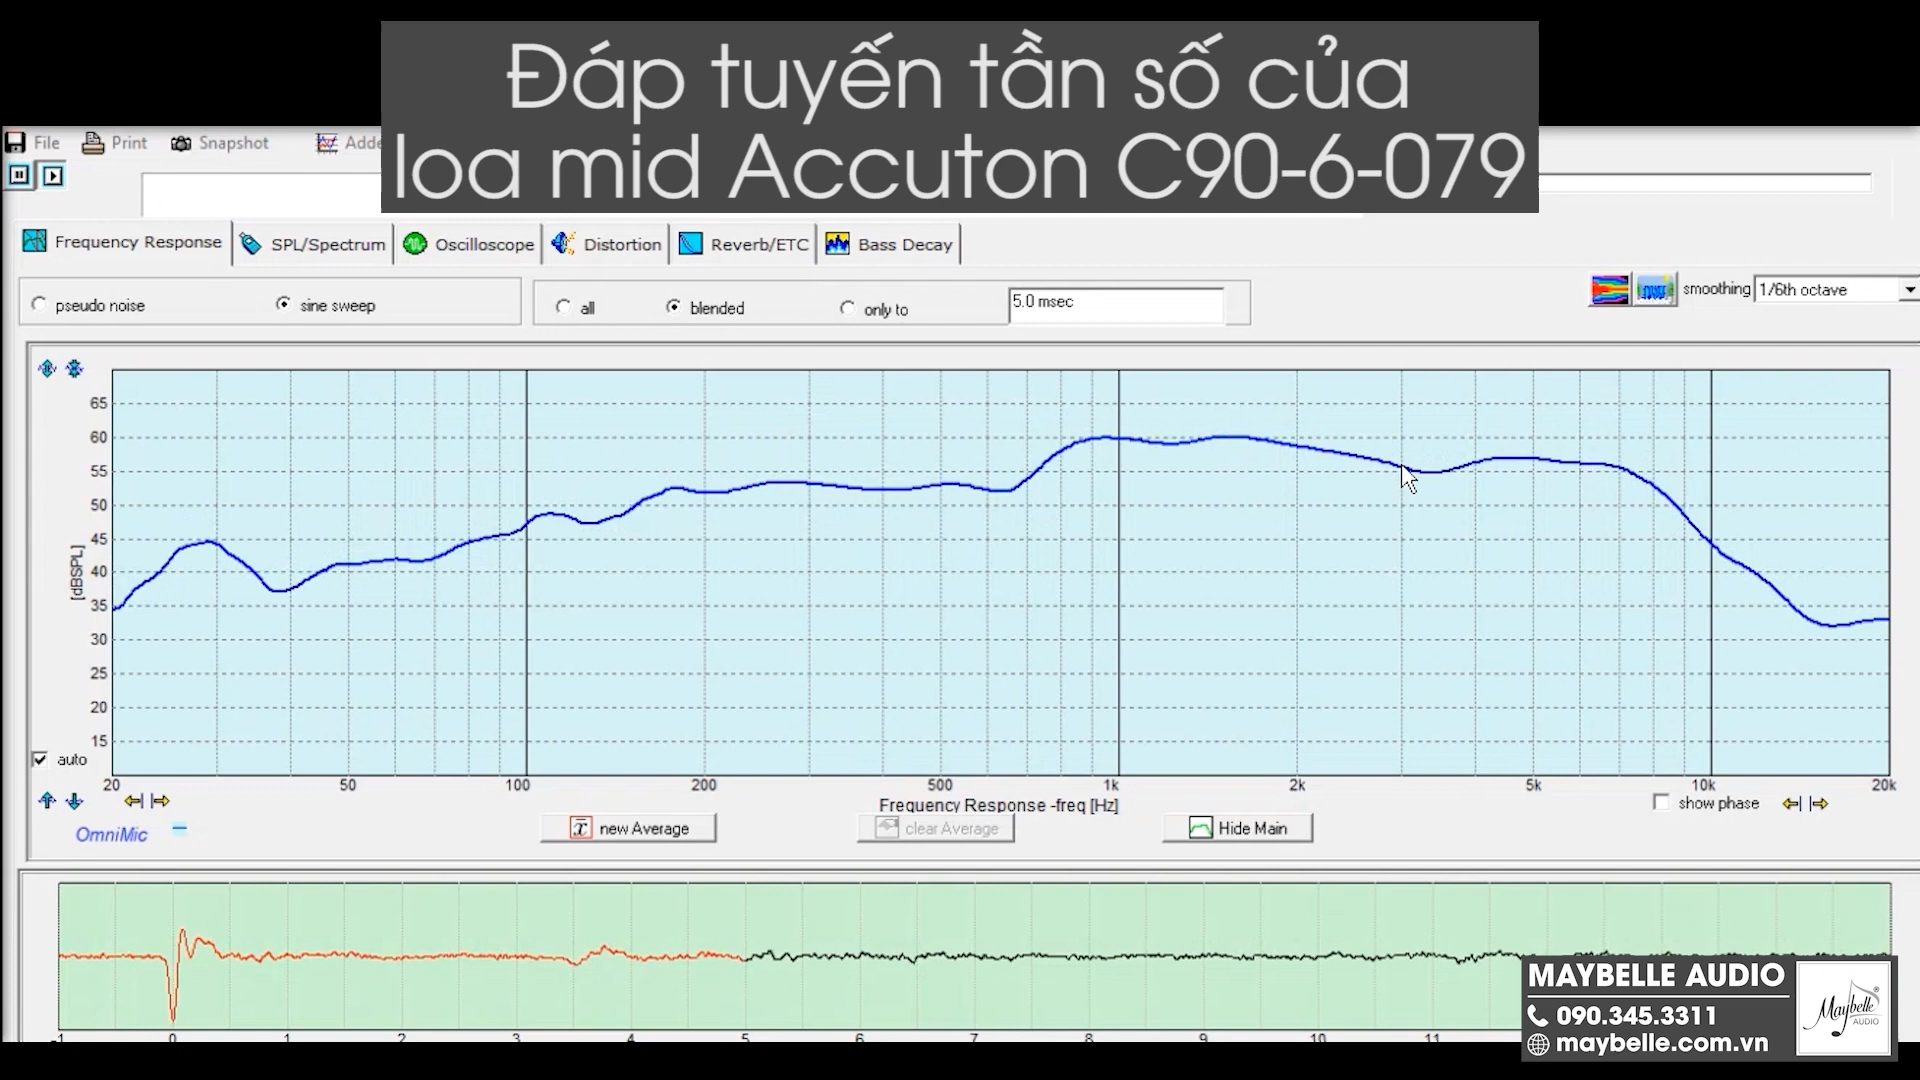 Đáp tuyến tần số của
loa mid Accuton C90-6-079
File Print Snapshot Adde
Frequency Response SPL/Spectrum Oscilloscope Distortion Reverb/ETC Bass Decay
pseudo noise sine sweep all blended only to 5.0 msec smoothing 1/6th octave
65
60
55
50
45
40
35
30
25
20
15
[dBSPL]
auto
20 50 100 200 500 1k 2k 5k 10k 20k
Frequency Response -freq [Hz]
show phase
OmniMic
new Average clear Average Hide Main
-1 0 1 2 3 4 5 6 7 8 9 10 11
MAYBELLE AUDIO
090.345.3311
maybelle.com.vn
Maybelle
AUDIO